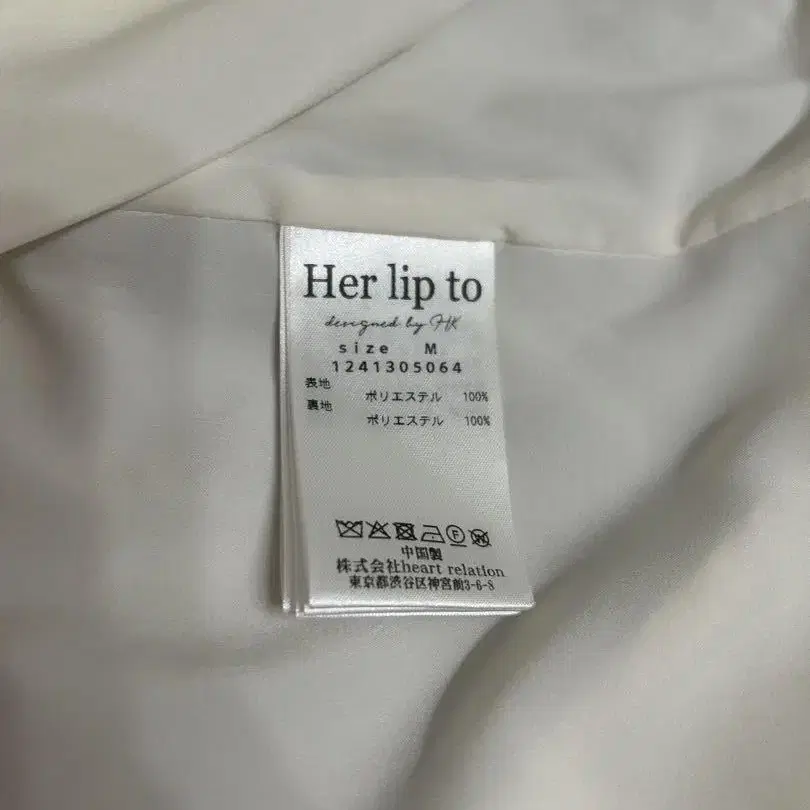 Her lip to
designed by HK
size M
1241305064
表地
ポリエステル 100%
裏地
ポリエステル 100%
中国製
株式会社heart relation
東京都渋谷区神宮前3-6-8